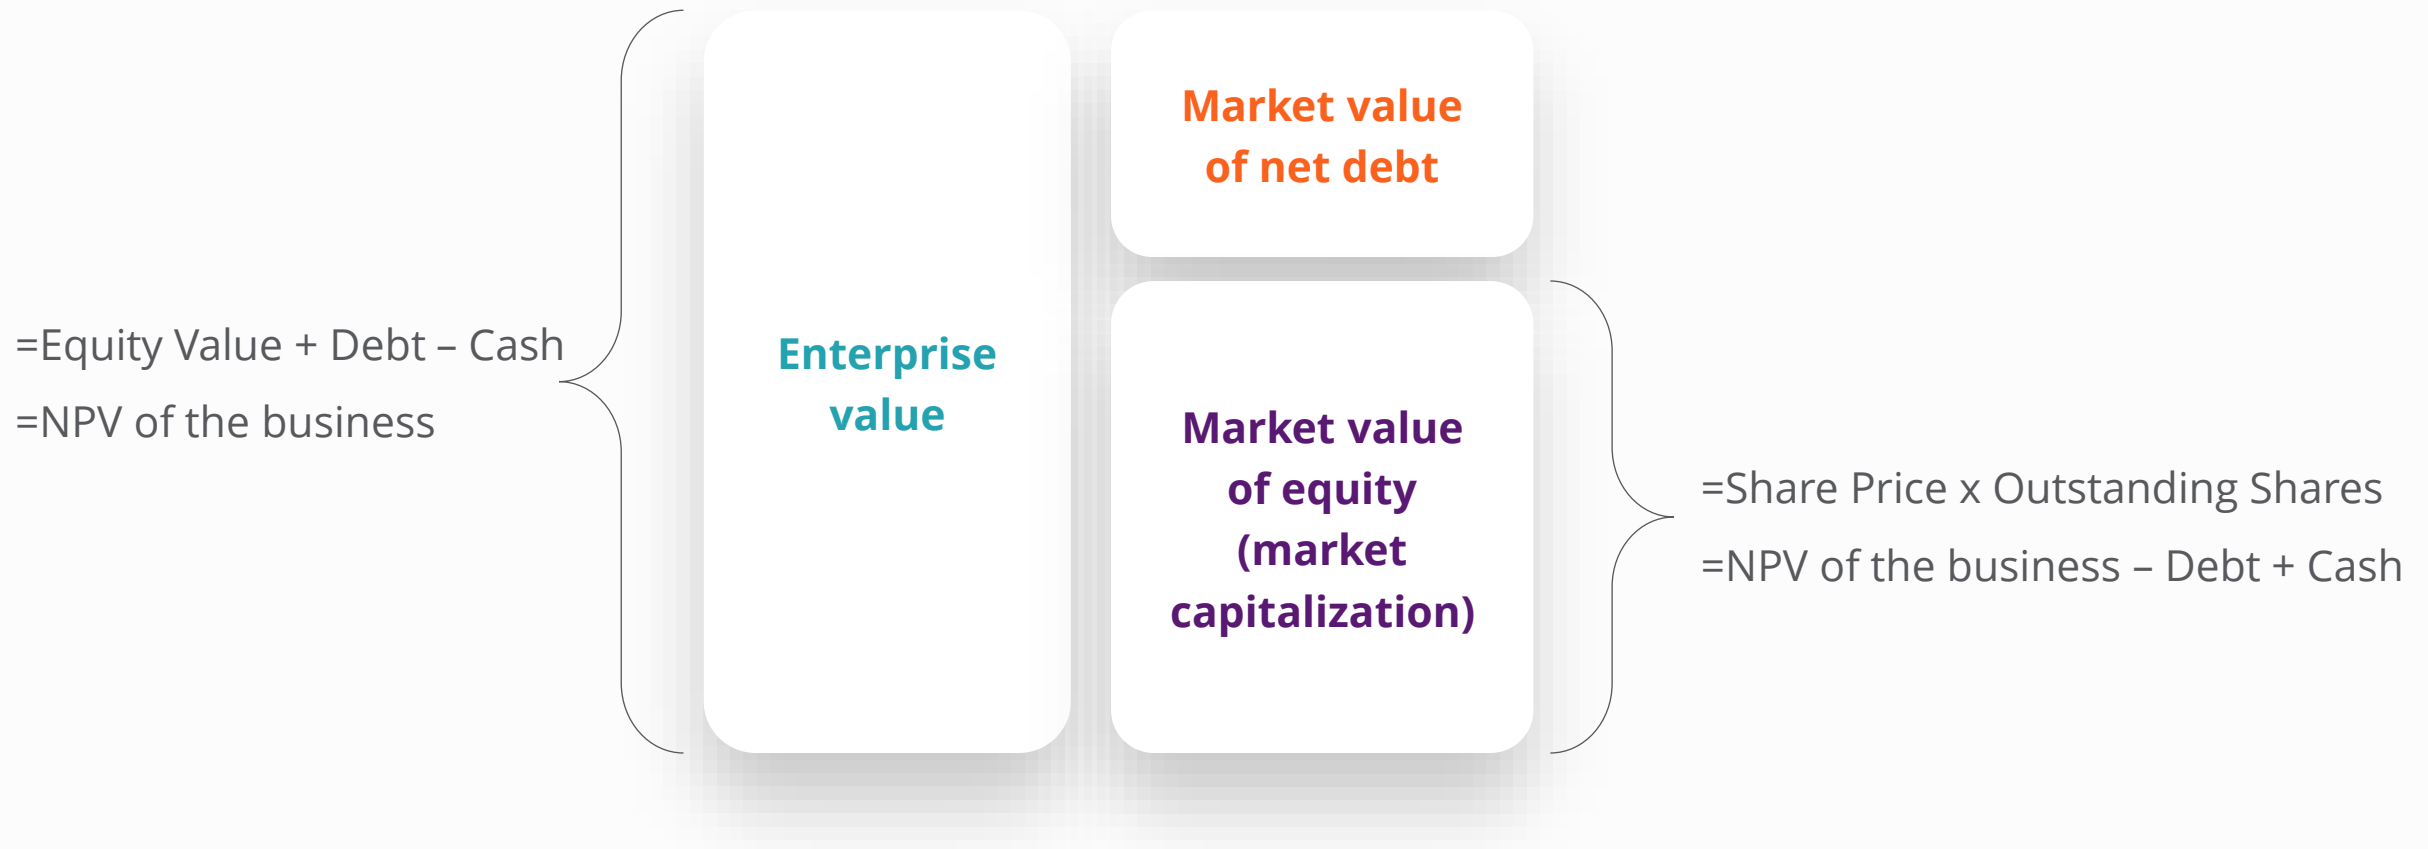 =Equity Value + Debt – Cash
=NPV of the business
Enterprise
value
Market value
of net debt
Market value
of equity
(market
capitalization)
=Share Price x Outstanding Shares
=NPV of the business – Debt + Cash